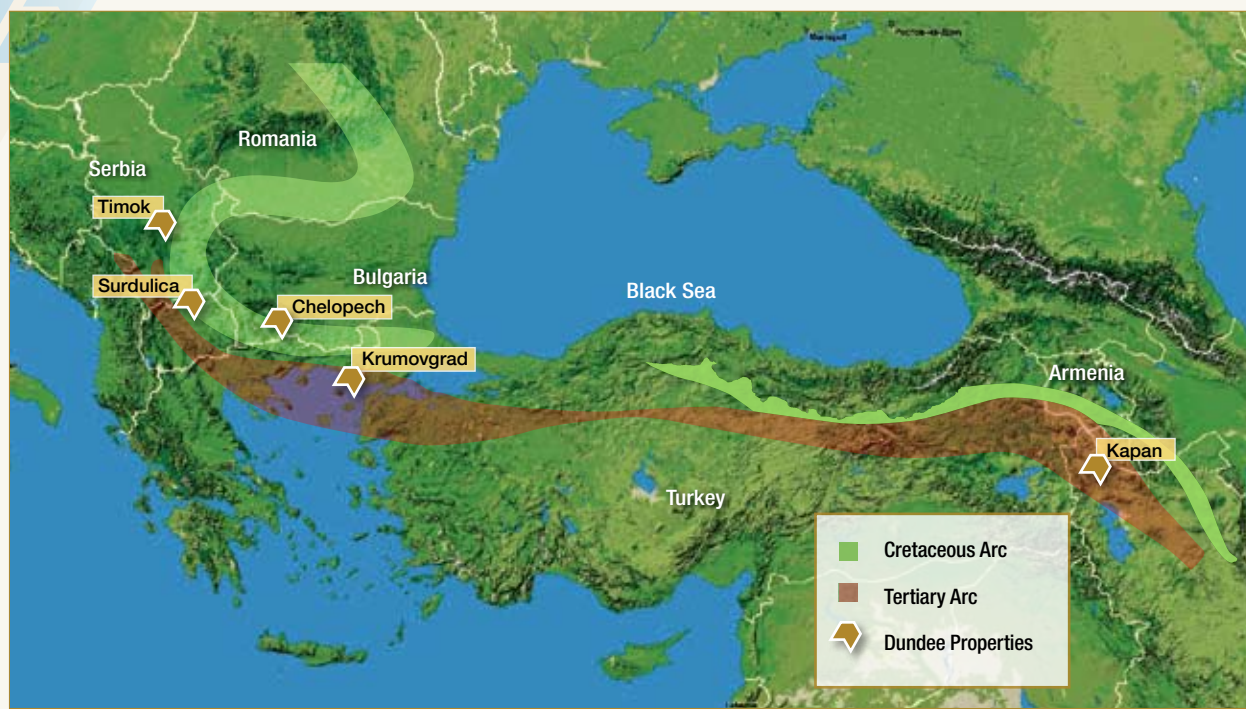 Romania
Serbia
Timok
Surdulica
Bulgaria
Chelopech
Black Sea
Krumovgrad
Armenia
Kapan
Turkey
Cretaceous Arc
Tertiary Arc
Dundee Properties